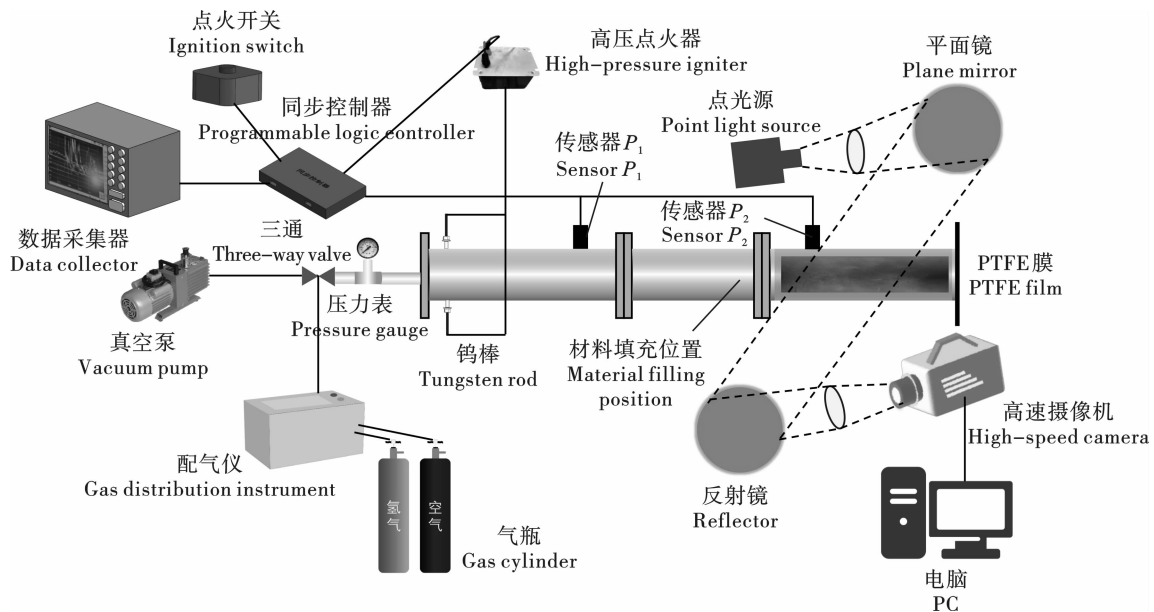 点火开关
Ignition switch
高压点火器
High-pressure igniter
平面镜
Plane mirror
同步控制器
Programmable logic controller
点光源
Point light source
传感器P1
Sensor P1
同步控制器
传感器P2
Sensor P2
数据采集器
Data collector
三通
Three-way valve
PTFE膜
PTFE film
压力表
Pressure gauge
真空泵
Vacuum pump
钨棒
Tungsten rod
材料填充位置
Material filling
position
高速摄像机
High-speed camera
配气仪
Gas distribution instrument
氢气
空气
气瓶
Gas cylinder
反射镜
Reflector
电脑
PC